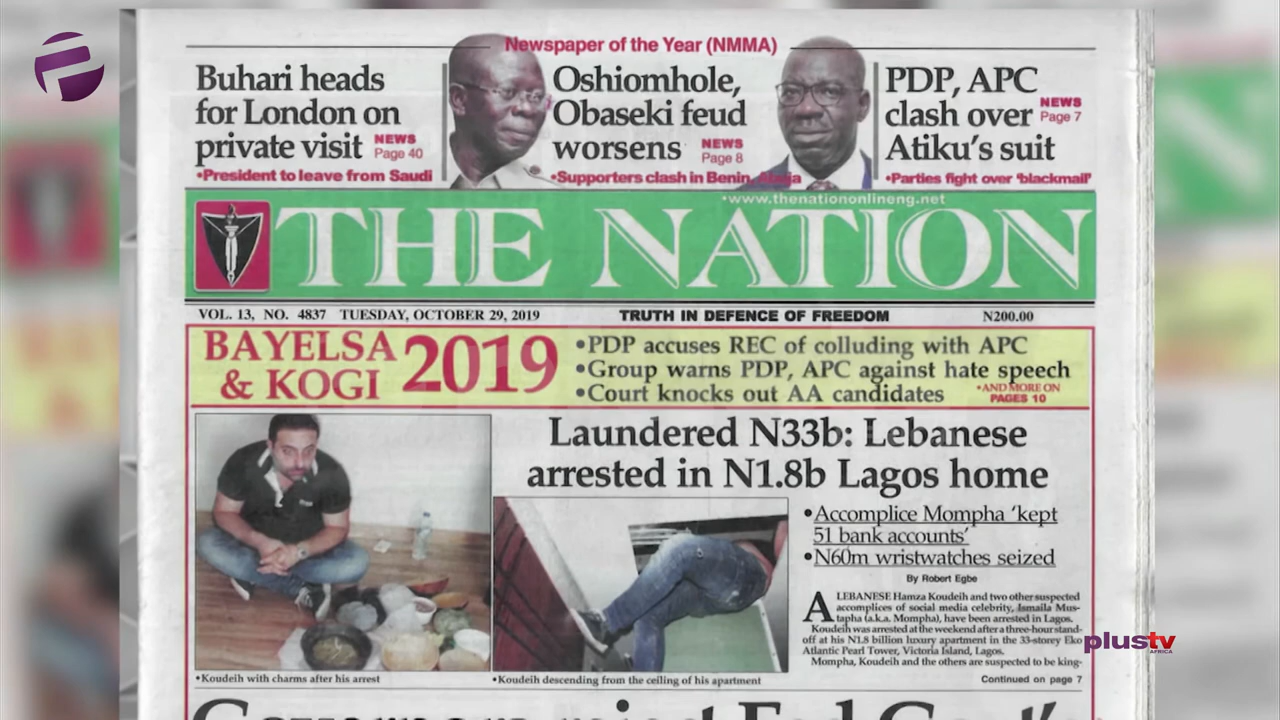 Newspaper of the Year (NMMA)
Buhari heads
for London on
private visit
NEWS
Page 40
•President to leave from Saudi
Oshiomhole,
Obaseki feud
worsens
NEWS
Page 8
•Supporters clash in Benin, Abuja
PDP, APC
clash over
Atiku's suit
NEWS
Page 7
•Parties fight over 'blackmail'
•www.thenationonlineng.net
THE NATION
VOL. 13, NO. 4837 TUESDAY, OCTOBER 29, 2019 TRUTH IN DEFENCE OF FREEDOM N200.00
BAYELSA
& KOGI
2019
•PDP accuses REC of colluding with APC
•Group warns PDP, APC against hate speech
•Court knocks out AA candidates
•AND MORE ON
PAGES 10
Laundered N33b: Lebanese
arrested in N1.8b Lagos home
•Accomplice Mompha 'kept
51 bank accounts'
•N60m wristwatches seized
By Robert Egbe
A LEBANESE Hamza Koudeih and two other suspected
accomplices of social media celebrity, Ismaila Mus-
tapha (a.k.a. Mompha), have been arrested in Lagos.
Koudeih was arrested at the weekend after a three-hour stand-
off at his N1.8 billion luxury apartment in the 33-storey Eko
Atlantic Pearl Tower, Victoria Island, Lagos.
Mompha, Koudeih and the others are suspected to be king-
Continued on page 7
•Koudeih with charms after his arrest
•Koudeih descending from the ceiling of his apartment
plustv
AFRICA